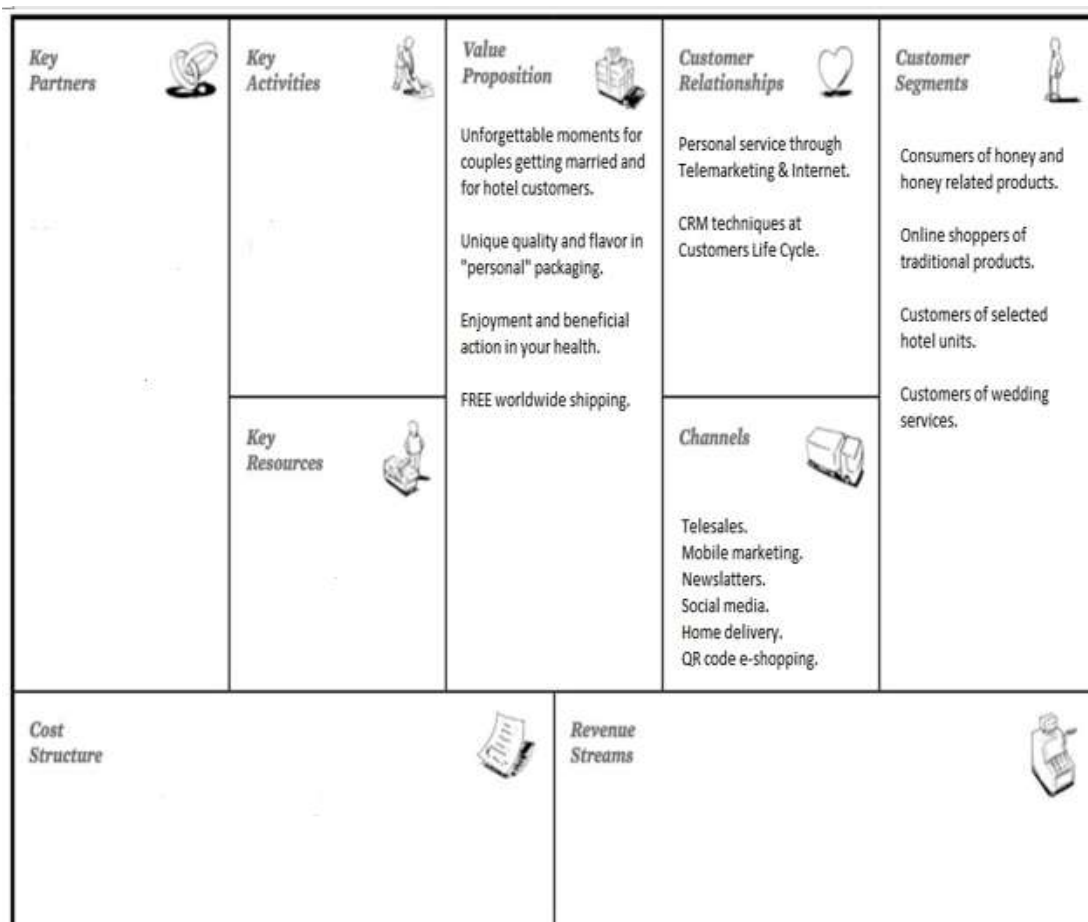 Key
Partners
Key
Activities
Value
Proposition
Unforgettable moments for
couples getting married and
for hotel customers.
Unique quality and flavor in
"personal" packaging.
Enjoyment and beneficial
action in your health.
FREE worldwide shipping.
Customer
Relationships
Personal service through
Telemarketing & Internet.
CRM techniques at
Customers Life Cycle.
Customer
Segments
Consumers of honey and
honey related products.
Online shoppers of
traditional products.
Customers of selected
hotel units.
Customers of wedding
services.
Key
Resources
Channels
Telesales.
Mobile marketing.
Newslatters.
Social media.
Home delivery.
QR code e-shopping.
Cost
Structure
Revenue
Streams